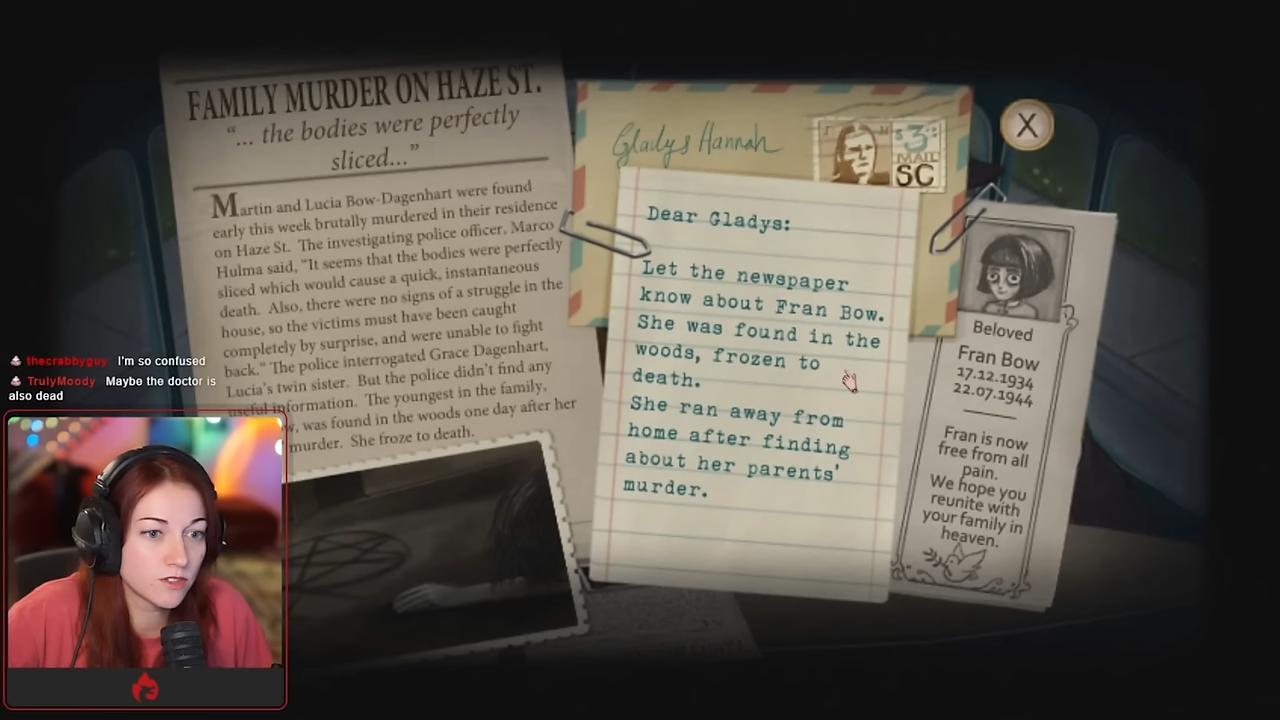 FAMILY MURDER ON HAZE ST.
"... the bodies were perfectly
sliced..."
Martin and Lucia Bow-Dagenhart were found
early this week brutally murdered in their residence
on Haze St. The investigating police officer, Marco
Hulma said, "It seems that the bodies were perfectly
sliced which would cause a quick, instantaneous
death. Also, there were no signs of a struggle in the
house, so the victims must have been caught
completely by surprise, and were unable to fight
back." The police interrogated Grace Dagenhart,
Lucia's twin sister. But the police didn't find any
useful information. The youngest in the family,
was found in the woods one day after her
murder. She froze to death.
Gladys Hannah
MAIL
SC
Dear Gladys:
Let the newspaper
know about Fran Bow.
She was found in the
woods, frozen to
death.
She ran away from
home after finding
about her parents'
murder.
X
Beloved
Fran Bow
17.12.1934
22.07.1944
Fran is now
free from all
pain.
We hope you
reunite with
your family in
heaven.
thecrabbyguy I'm so confused
TrulyMoody Maybe the doctor is
also dead